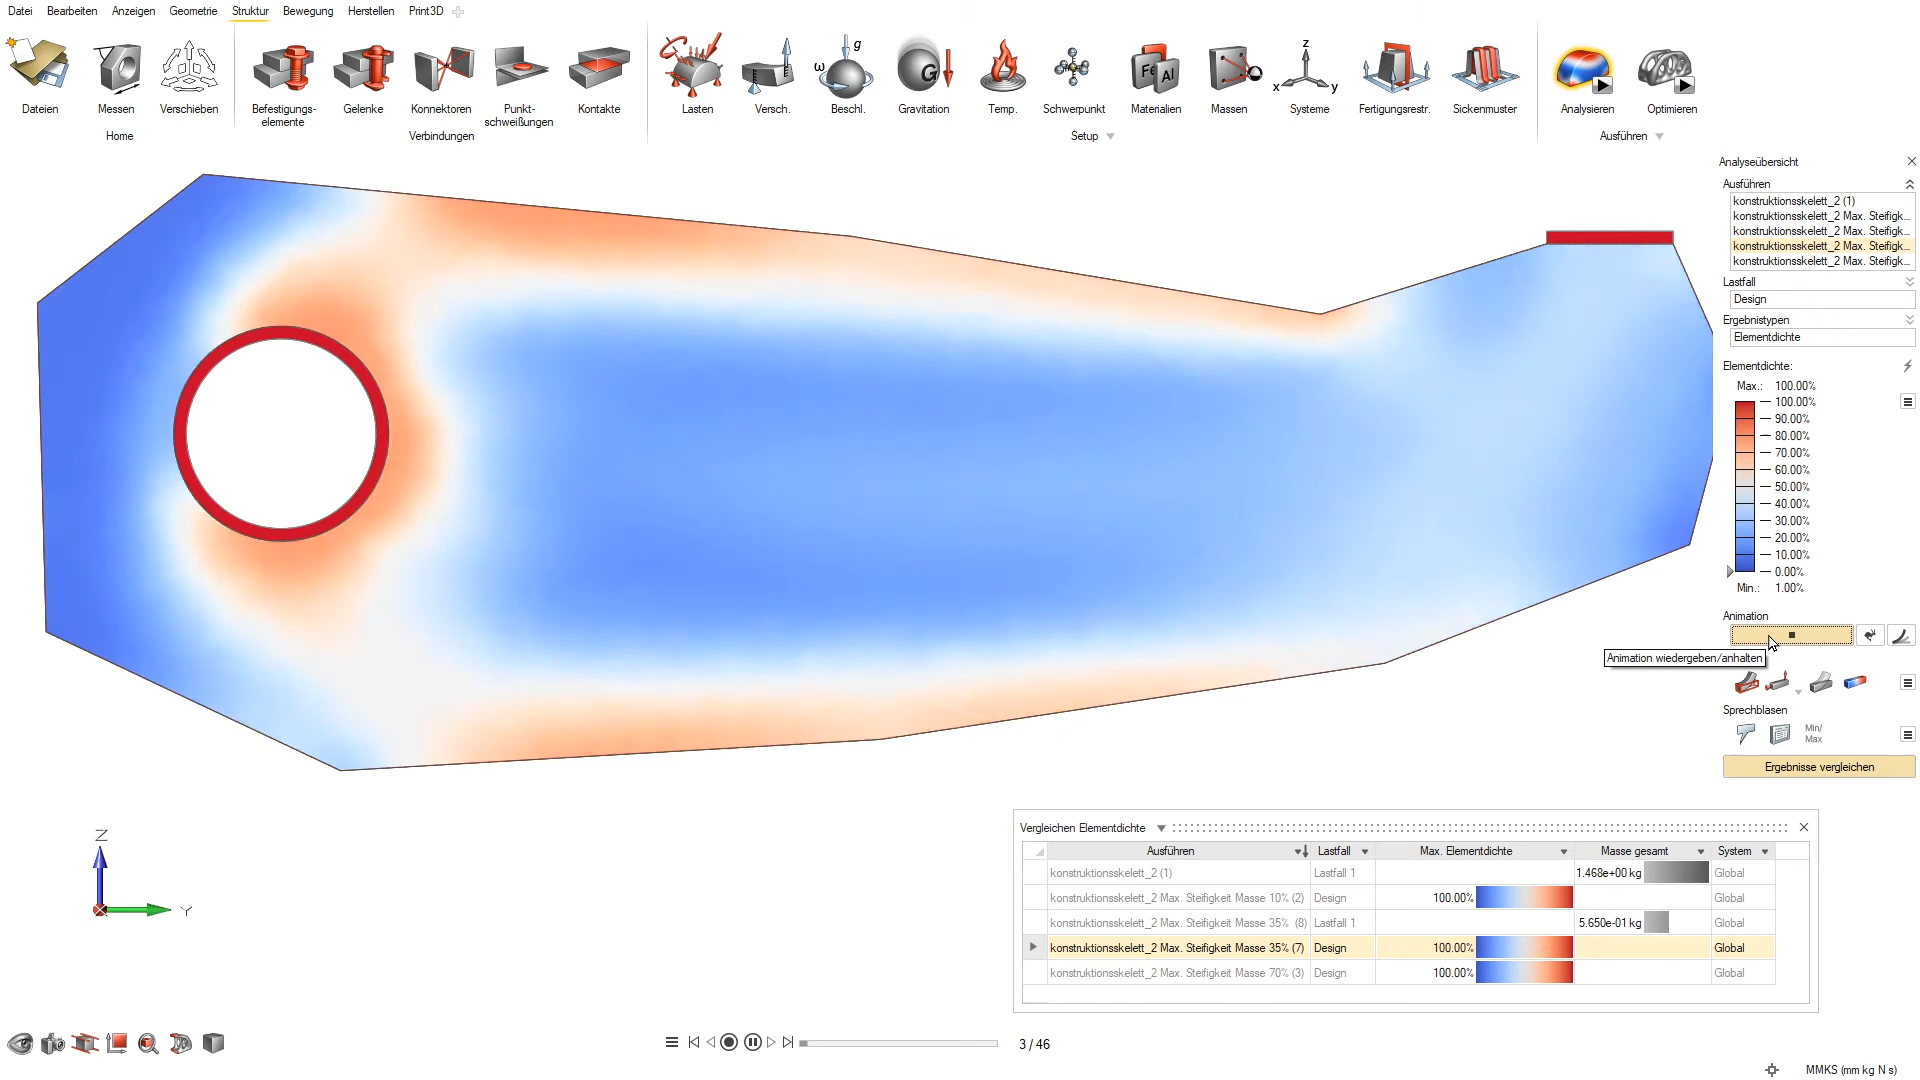 Datei Bearbeiten Anzeigen Geometrie Struktur Bewegung Herstellen Print3D
g
ω
G
Fe
Al
z
x
y
Dateien Messen Verschieben Befestigungs- Gelenke Konnektoren Punkt- Kontakte Lasten Versch. Beschl. Gravitation Temp. Schwerpunkt Materialien Massen Systeme Fertigungsrestr. Sickenmuster Analysieren Optimieren
elemente schweißungen
Home Verbindungen Setup Ausführen
Analyseübersicht
Ausführen
konstruktionsskelett_2 (1)
konstruktionsskelett_2 Max. Steifigk...
konstruktionsskelett_2 Max. Steifigk...
konstruktionsskelett_2 Max. Steifigk...
konstruktionsskelett_2 Max. Steifigk...
Lastfall
Design
Ergebnistypen
Elementdichte
Elementdichte:
Max.: 100.00%
100.00%
90.00%
80.00%
70.00%
60.00%
50.00%
40.00%
30.00%
20.00%
10.00%
0.00%
Min.: 1.00%
Animation
Animation wiedergeben/anhalten
Sprechblasen
Min/
Max
Ergebnisse vergleichen
Vergleichen Elementdichte
Ausführen Lastfall Max. Elementdichte Masse gesamt System
konstruktionsskelett_2 (1) Lastfall 1 1.468e+00 kg Global
konstruktionsskelett_2 Max. Steifigkeit Masse 10% (2) Design 100.00% Global
konstruktionsskelett_2 Max. Steifigkeit Masse 35% (8) Lastfall 1 5.650e-01 kg Global
konstruktionsskelett_2 Max. Steifigkeit Masse 35% (7) Design 100.00% Global
konstruktionsskelett_2 Max. Steifigkeit Masse 70% (3) Design 100.00% Global
Z
Y
3 / 46
MMKS (mm kg N s)